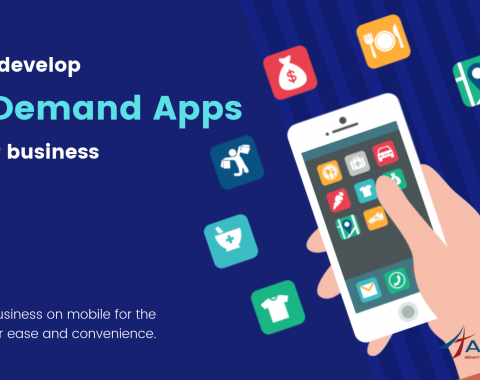 develop
Demand Apps
business
usiness on mobile for the
r ease and convenience.
A